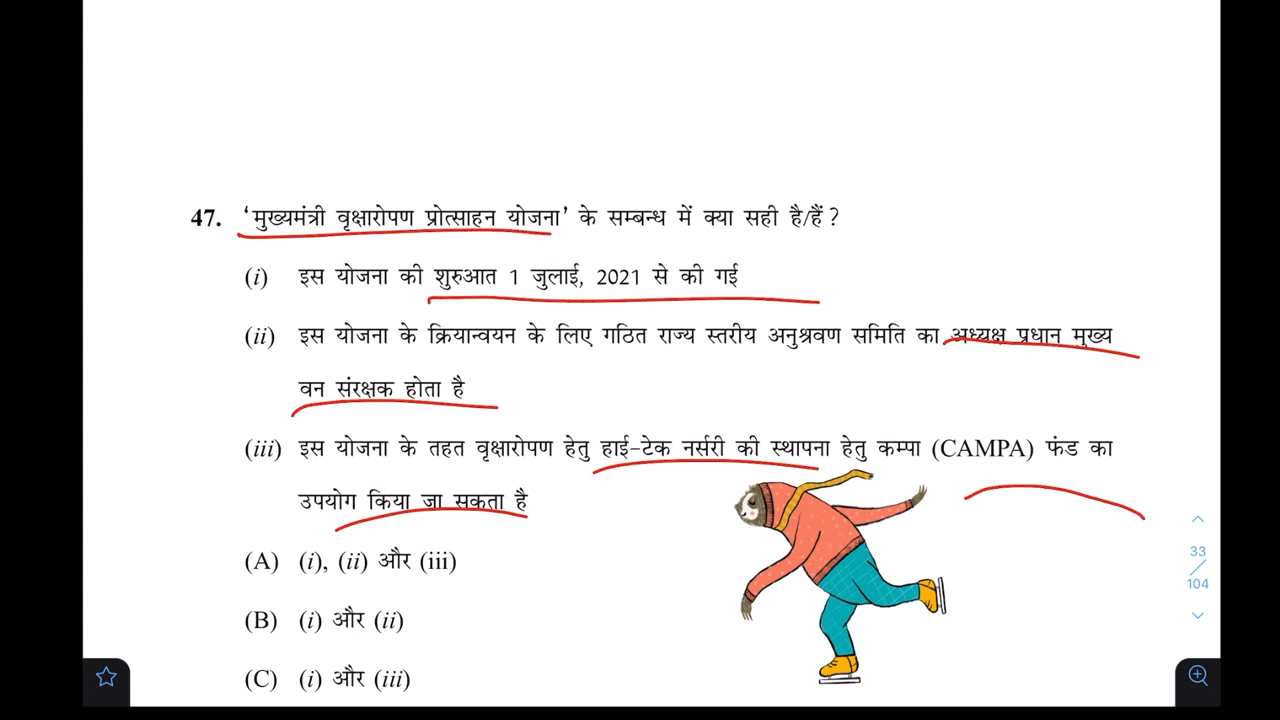 47. ‘मुख्यमंत्री वृक्षारोपण प्रोत्साहन योजना’ के सम्बन्ध में क्या सही है/हैं ?
(i) इस योजना की शुरुआत 1 जुलाई, 2021 से की गई
(ii) इस योजना के क्रियान्वयन के लिए गठित राज्य स्तरीय अनुश्रवण समिति का अध्यक्ष प्रधान मुख्य
वन संरक्षक होता है
(iii) इस योजना के तहत वृक्षारोपण हेतु हाई-टेक नर्सरी की स्थापना हेतु कम्पा (CAMPA) फंड का
उपयोग किया जा सकता है
(A) (i), (ii) और (iii)
(B) (i) और (ii)
(C) (i) और (iii)
33
104